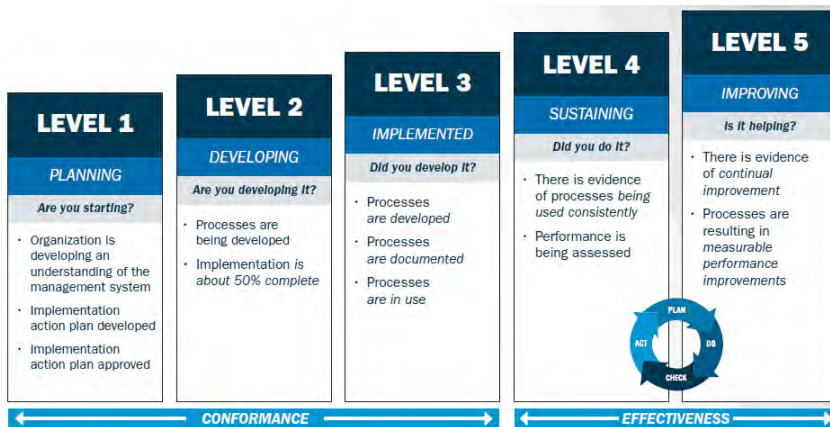 LEVEL 1
PLANNING
Are you starting?
· Organization is
developing an
understanding of the
management system
· Implementation
action plan developed
· Implementation
action plan approved
LEVEL 2
DEVELOPING
Are you developing it?
· Processes are
being developed
· Implementation is
about 50% complete
LEVEL 3
IMPLEMENTED
Did you develop it?
· Processes
are developed
· Processes
are documented
· Processes
are in use
LEVEL 4
SUSTAINING
Did you do it?
· There is evidence
of processes being
used consistently
· Performance is
being assessed
LEVEL 5
IMPROVING
Is it helping?
· There is evidence
of continual
improvement
· Processes are
resulting in
measurable
performance
improvements
PLAN
DO
CHECK
ACT
CONFORMANCE
EFFECTIVENESS